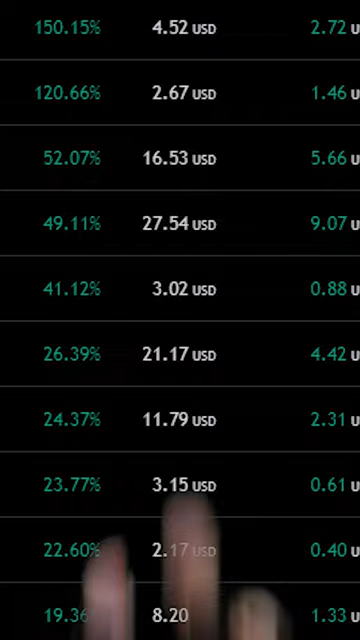 150.15% 4.52 USD 2.72 U
120.66% 2.67 USD 1.46 U
52.07% 16.53 USD 5.66 U
49.11% 27.54 USD 9.07 U
41.12% 3.02 USD 0.88 U
26.39% 21.17 USD 4.42 U
24.37% 11.79 USD 2.31 U
23.77% 3.15 USD 0.61 U
22.60% 2.17 USD 0.40 U
19.36 8.20 1.33 U